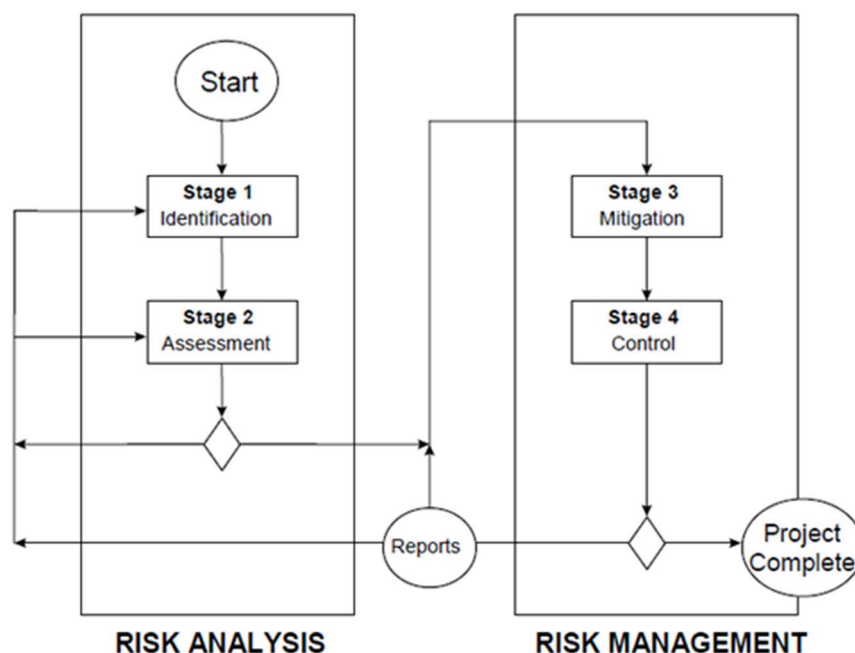 Start
Stage 1
Identification
Stage 2
Assessment
Stage 3
Mitigation
Stage 4
Control
Reports
Project
Complete
RISK ANALYSIS
RISK MANAGEMENT